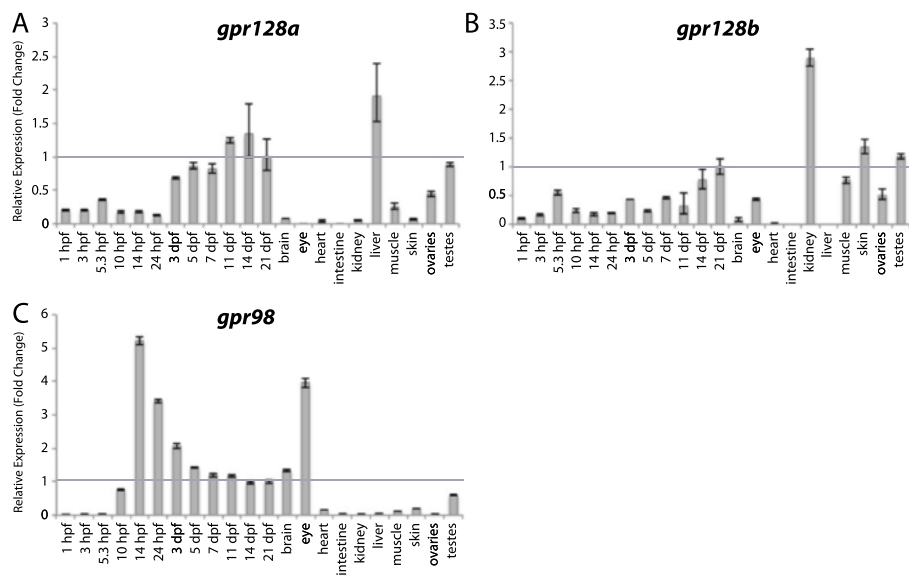 A
gpr128a
Relative Expression (Fold Change)
3
2.5
2
1.5
1
0.5
0
1 hpf
3 hpf
5.3 hpf
10 hpf
14 hpf
24 hpf
3 dpf
5 dpf
7 dpf
11 dpf
14 dpf
21 dpf
brain
eye
heart
intestine
kidney
liver
muscle
skin
ovaries
testes
B
gpr128b
3.5
3
2.5
2
1.5
1
0.5
0
1 hpf
3 hpf
5.3 hpf
10 hpf
14 hpf
24 hpf
3 dpf
5 dpf
7 dpf
11 dpf
14 dpf
21 dpf
brain
eye
heart
intestine
kidney
liver
muscle
skin
ovaries
testes
C
gpr98
Relative Expression (Fold Change)
6
5
4
3
2
1
0
1 hpf
3 hpf
5.3 hpf
10 hpf
14 hpf
24 hpf
3 dpf
5 dpf
7 dpf
11 dpf
14 dpf
21 dpf
brain
eye
heart
intestine
kidney
liver
muscle
skin
ovaries
testes